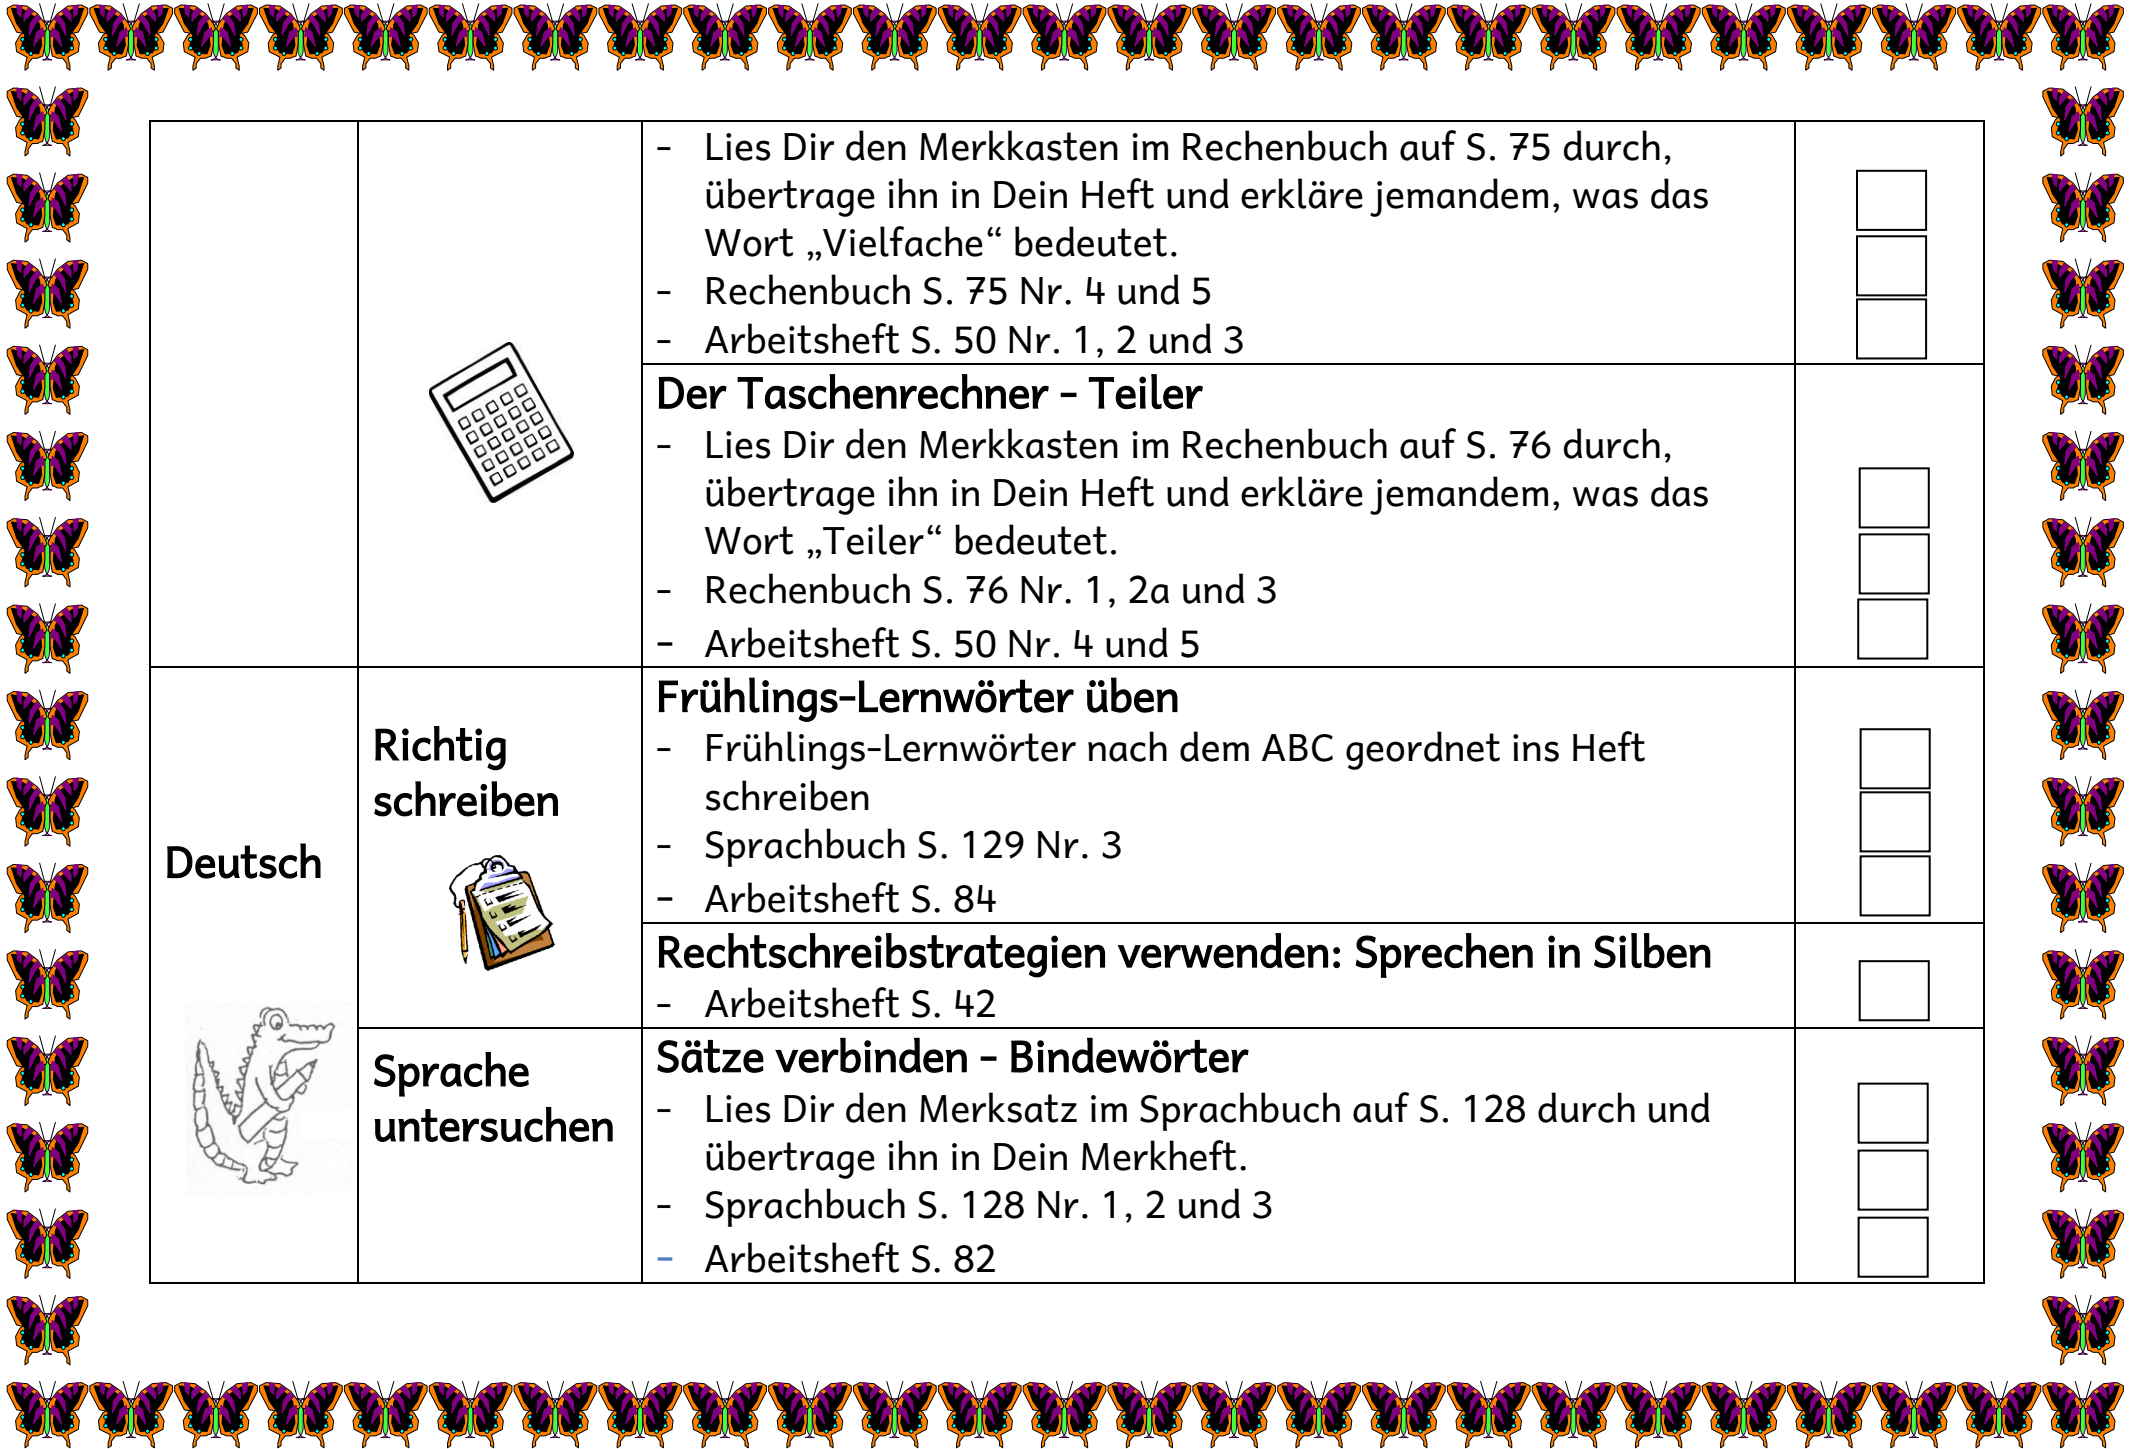 - Lies Dir den Merkkasten im Rechenbuch auf S. 75 durch,
übertrage ihn in Dein Heft und erkläre jemandem, was das
Wort „Vielfache“ bedeutet.
- Rechenbuch S. 75 Nr. 4 und 5
- Arbeitsheft S. 50 Nr. 1, 2 und 3
Der Taschenrechner - Teiler
- Lies Dir den Merkkasten im Rechenbuch auf S. 76 durch,
übertrage ihn in Dein Heft und erkläre jemandem, was das
Wort „Teiler“ bedeutet.
- Rechenbuch S. 76 Nr. 1, 2a und 3
- Arbeitsheft S. 50 Nr. 4 und 5
Deutsch
Richtig
schreiben
Frühlings-Lernwörter üben
- Frühlings-Lernwörter nach dem ABC geordnet ins Heft
schreiben
- Sprachbuch S. 129 Nr. 3
- Arbeitsheft S. 84
Rechtschreibstrategien verwenden: Sprechen in Silben
- Arbeitsheft S. 42
Sprache
untersuchen
Sätze verbinden - Bindewörter
- Lies Dir den Merksatz im Sprachbuch auf S. 128 durch und
übertrage ihn in Dein Merkheft.
- Sprachbuch S. 128 Nr. 1, 2 und 3
- Arbeitsheft S. 82